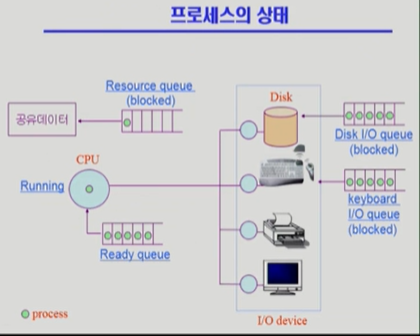 프로세스의 상태
Resource queue
(blocked)
Disk
공유데이터
Disk I/O queue
(blocked)
CPU
Running
keyboard
I/O queue
(blocked)
Ready queue
process
I/O device